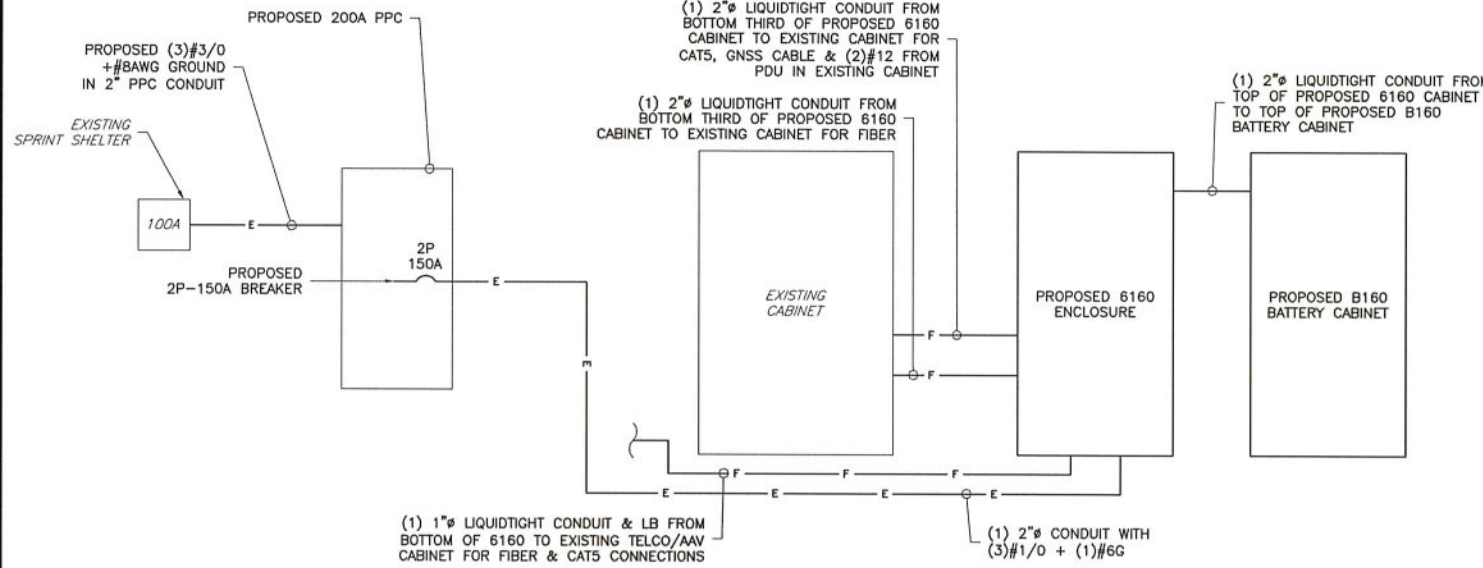 PROPOSED 200A PPC
PROPOSED (3)#3/0
+#8AWG GROUND
IN 2" PPC CONDUIT
EXISTING
SPRINT SHELTER
100A
E
2P
150A
PROPOSED
2P-150A BREAKER
E
E
(1) 2"ø LIQUIDTIGHT CONDUIT FROM
BOTTOM THIRD OF PROPOSED 6160
CABINET TO EXISTING CABINET FOR
CAT5, GNSS CABLE & (2)#12 FROM
PDU IN EXISTING CABINET
(1) 2"ø LIQUIDTIGHT CONDUIT FROM
BOTTOM THIRD OF PROPOSED 6160
CABINET TO EXISTING CABINET FOR FIBER
(1) 2"ø LIQUIDTIGHT CONDUIT FROM
TOP OF PROPOSED 6160 CABINET
TO TOP OF PROPOSED B160
BATTERY CABINET
EXISTING
CABINET
F
F
PROPOSED 6160
ENCLOSURE
PROPOSED B160
BATTERY CABINET
F F F
E E E E
(1) 1"ø LIQUIDTIGHT CONDUIT & LB FROM
BOTTOM OF 6160 TO EXISTING TELCO/AAV
CABINET FOR FIBER & CAT5 CONNECTIONS
(1) 2"ø CONDUIT WITH
(3)#1/0 + (1)#6G